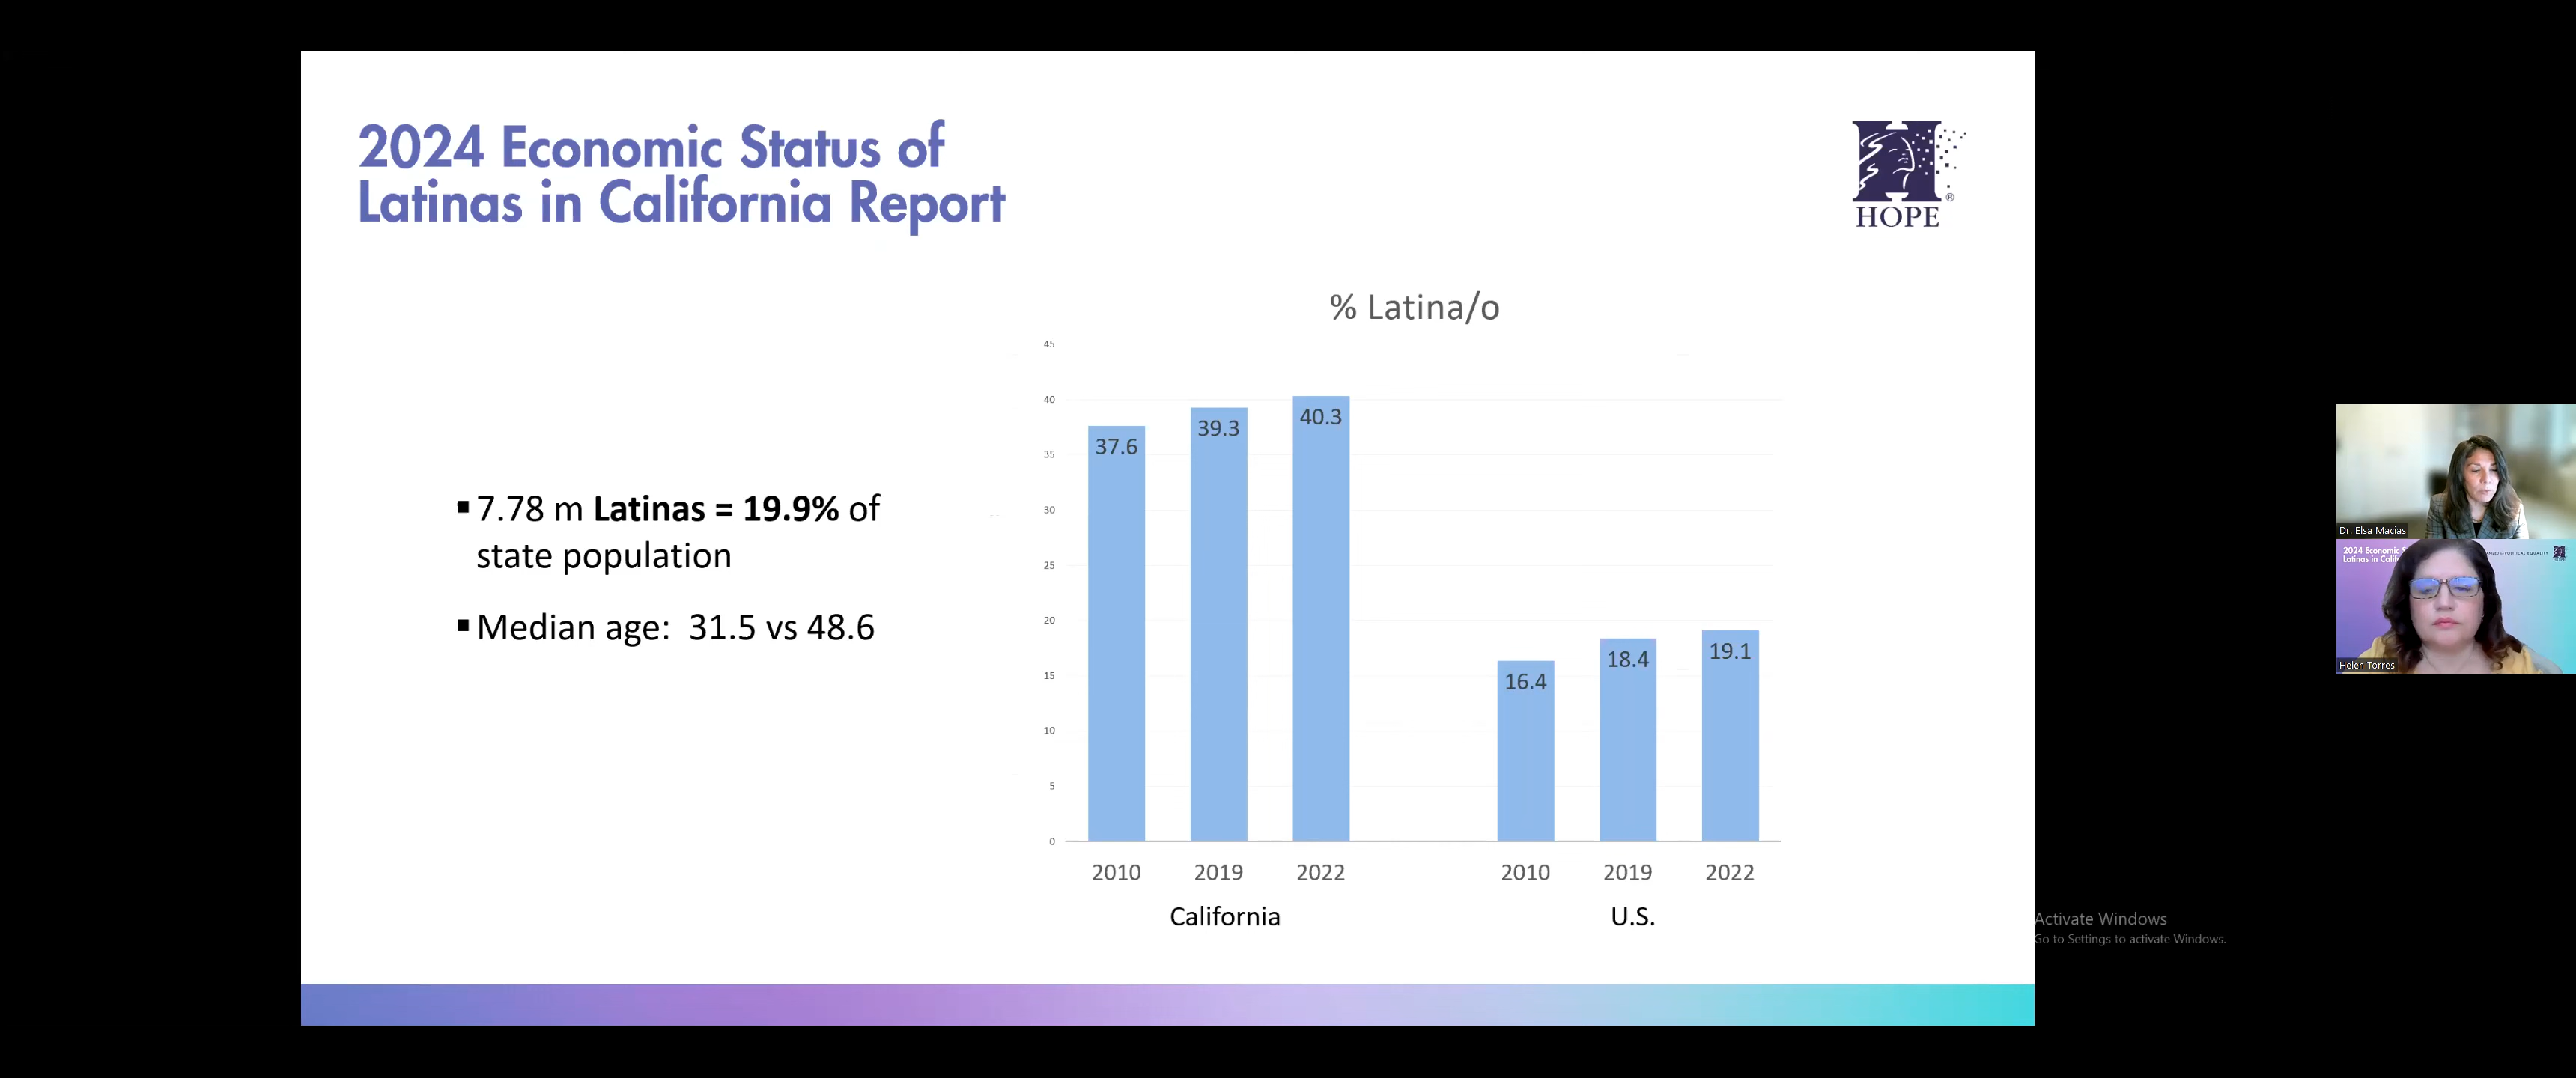 2024 Economic Status of
Latinas in California Report
®
HOPE
% Latina/o
▪ 7.78 m Latinas = 19.9% of
state population
▪ Median age: 31.5 vs 48.6
45
40
35
30
25
20
15
10
5
0
37.6
39.3
40.3
16.4
18.4
19.1
2010 2019 2022 2010 2019 2022
California U.S.
Dr. Elsa Macias
2024 Economic
Latinas in
POLITICAL EQUALITY
Helen Torres
Activate Windows
Go to Settings to activate Windows.